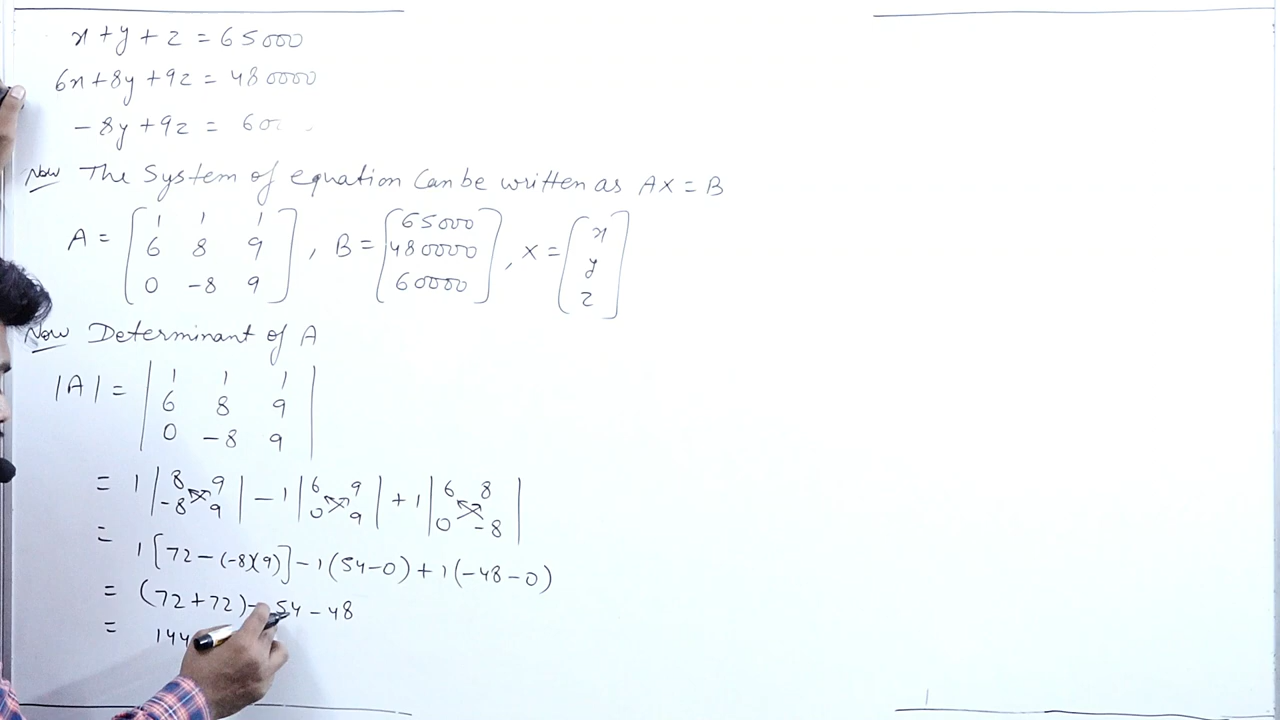 x + y + z = 65000
6x + 8y + 9z = 480000
- 8y + 9z = 60
Now The System of equation Can be written as AX = B
A = [1 1 1 6 8 9 0 -8 9], B = [65000 480000 60000], X = [x y z]
Now Determinant of A
|A| = |1 1 1 6 8 9 0 -8 9|
= 1 |8 9 -8 9| - 1 |6 9 0 9| + 1 |6 8 0 -8|
= 1[72 - (-8)(9)] - 1(54 - 0) + 1(-48 - 0)
= (72 + 72) - 54 - 48
= 144